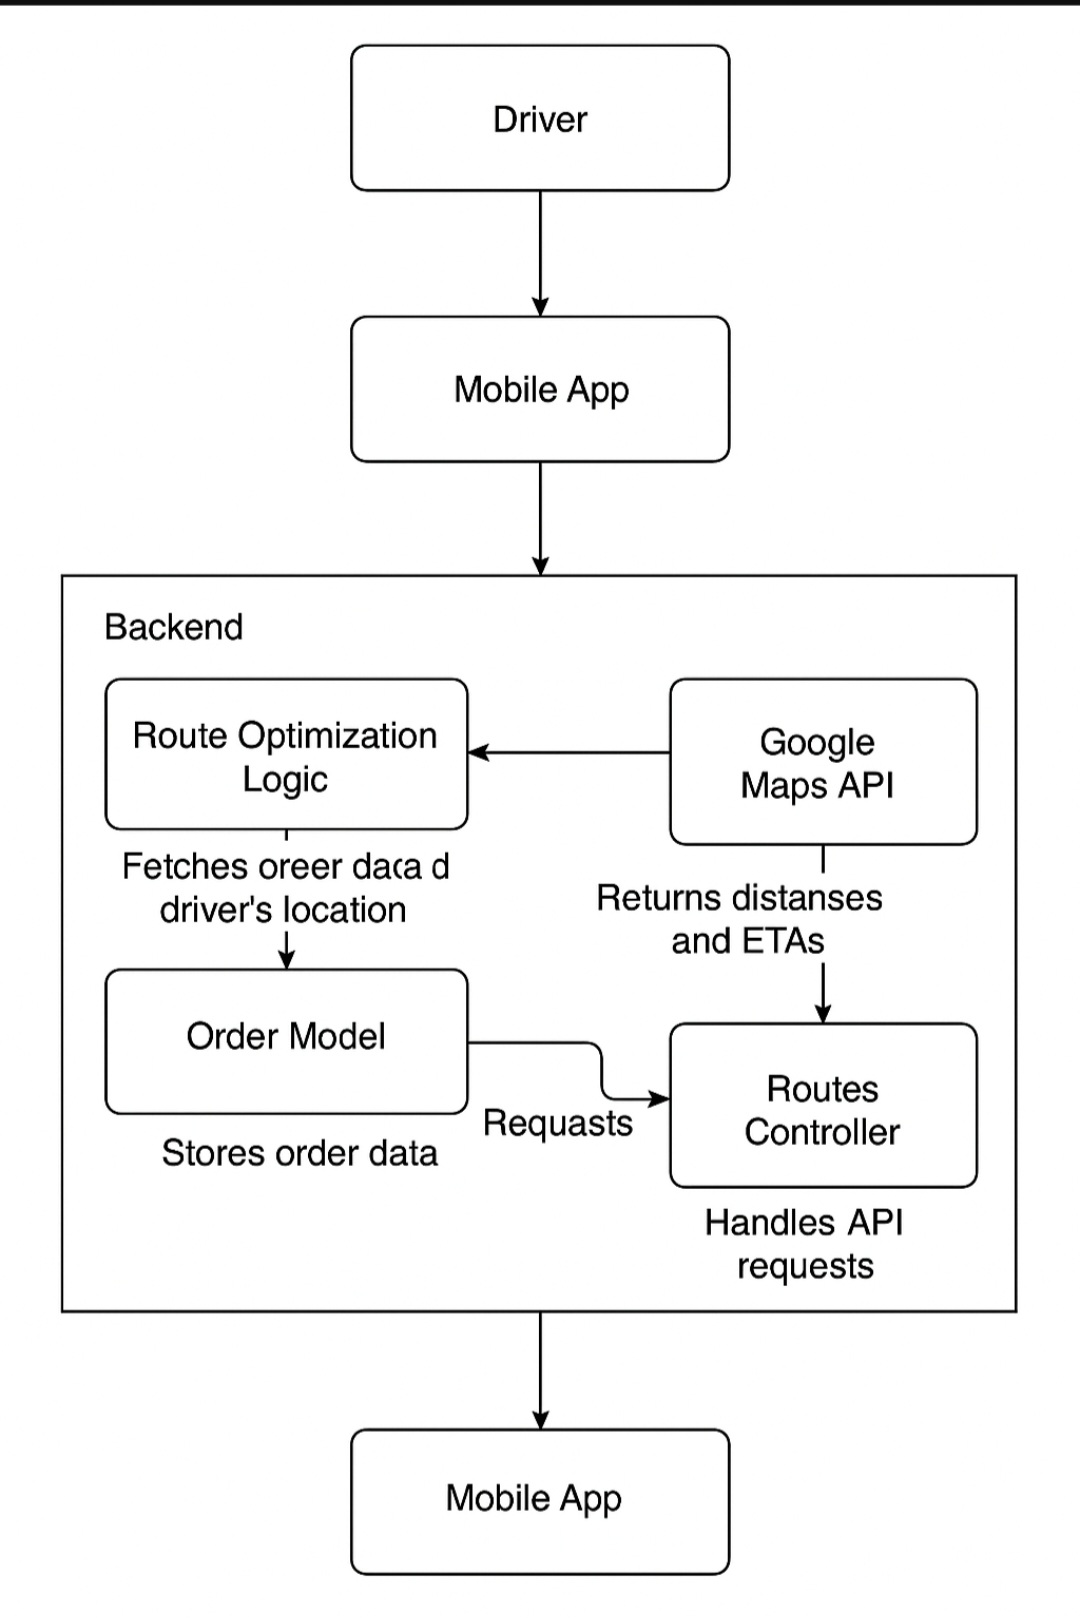 Driver
Mobile App
Backend
Route Optimization
Logic
Google
Maps API
Fetches oreer daca d
driver's location
Returns distanses
and ETAs
Order Model
Requasts
Stores order data
Routes
Controller
Handles API
requests
Mobile App